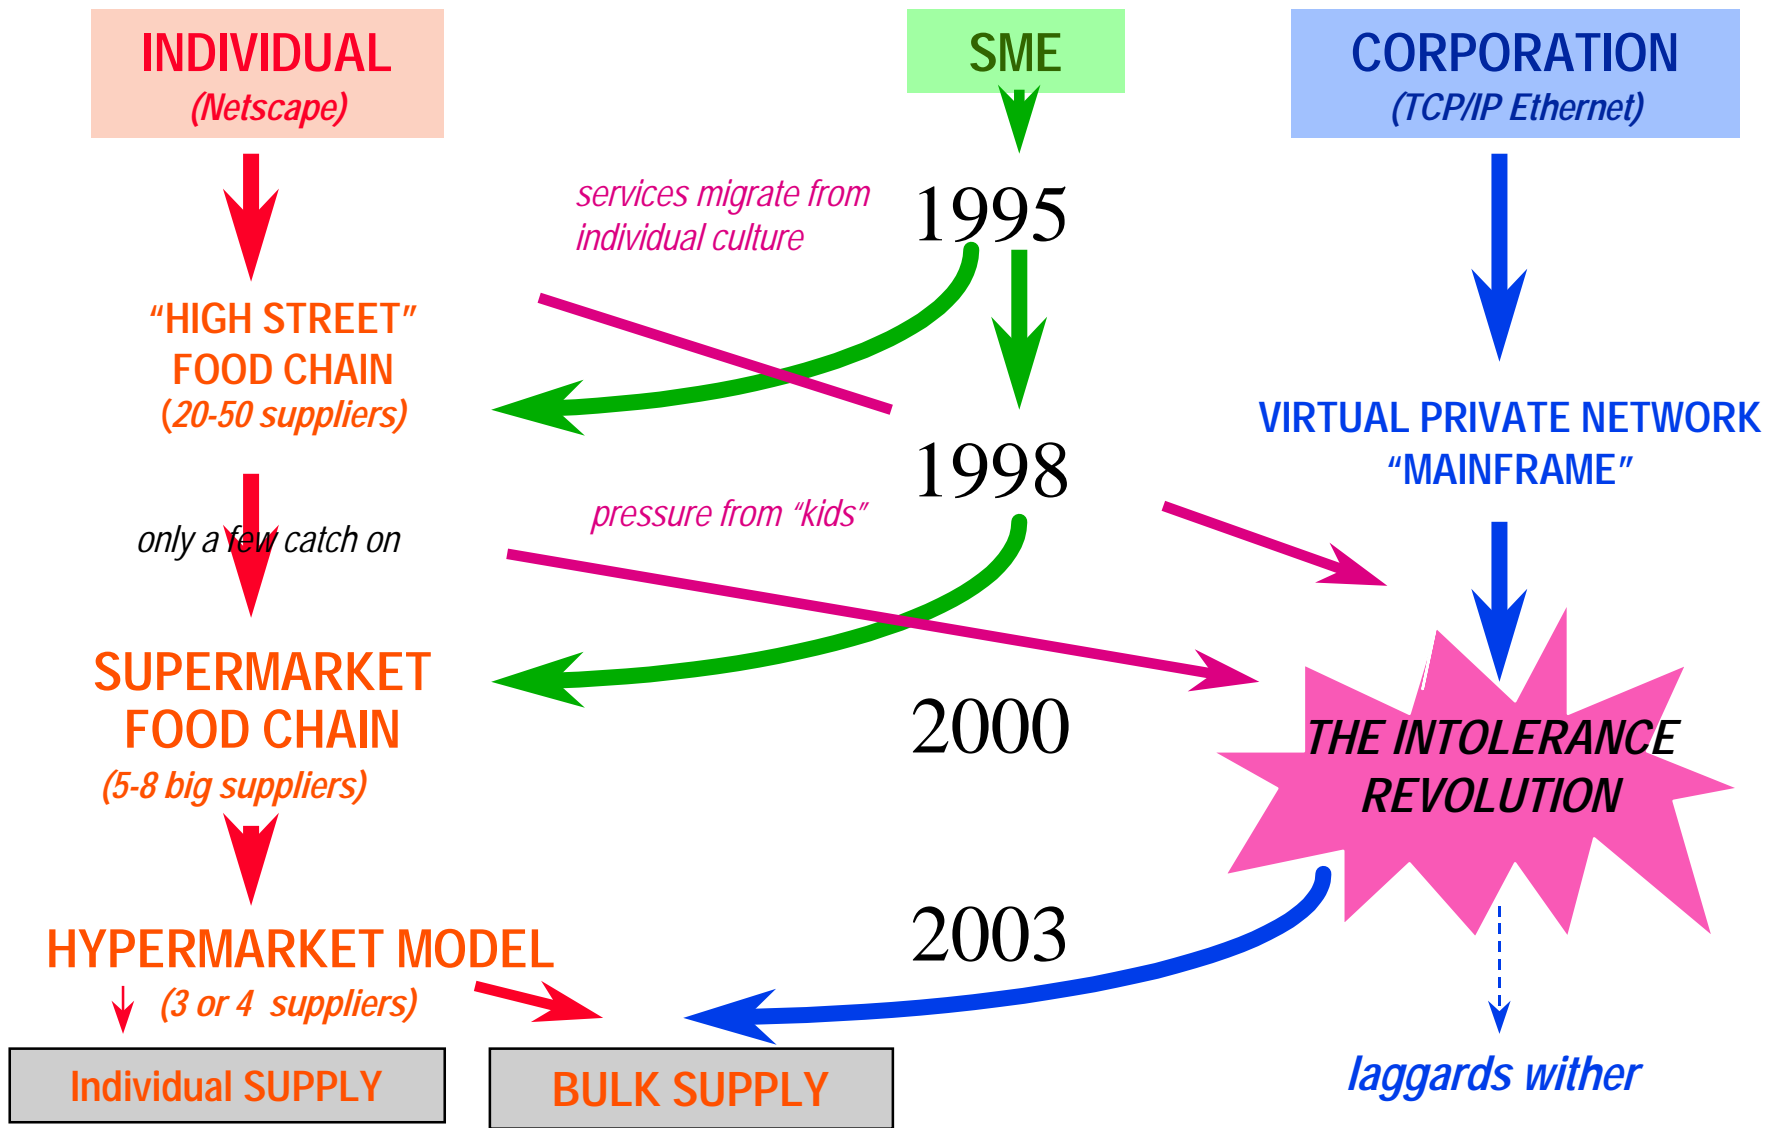 INDIVIDUAL
(Netscape)
SME
CORPORATION
(TCP/IP Ethernet)
services migrate from
individual culture
1995
“HIGH STREET”
FOOD CHAIN
(20-50 suppliers)
VIRTUAL PRIVATE NETWORK
“MAINFRAME”
1998
pressure from “kids”
only a few catch on
SUPERMARKET
FOOD CHAIN
(5-8 big suppliers)
2000
THE INTOLERANCE
REVOLUTION
2003
HYPERMARKET MODEL
(3 or 4 suppliers)
Individual SUPPLY
BULK SUPPLY
laggards wither